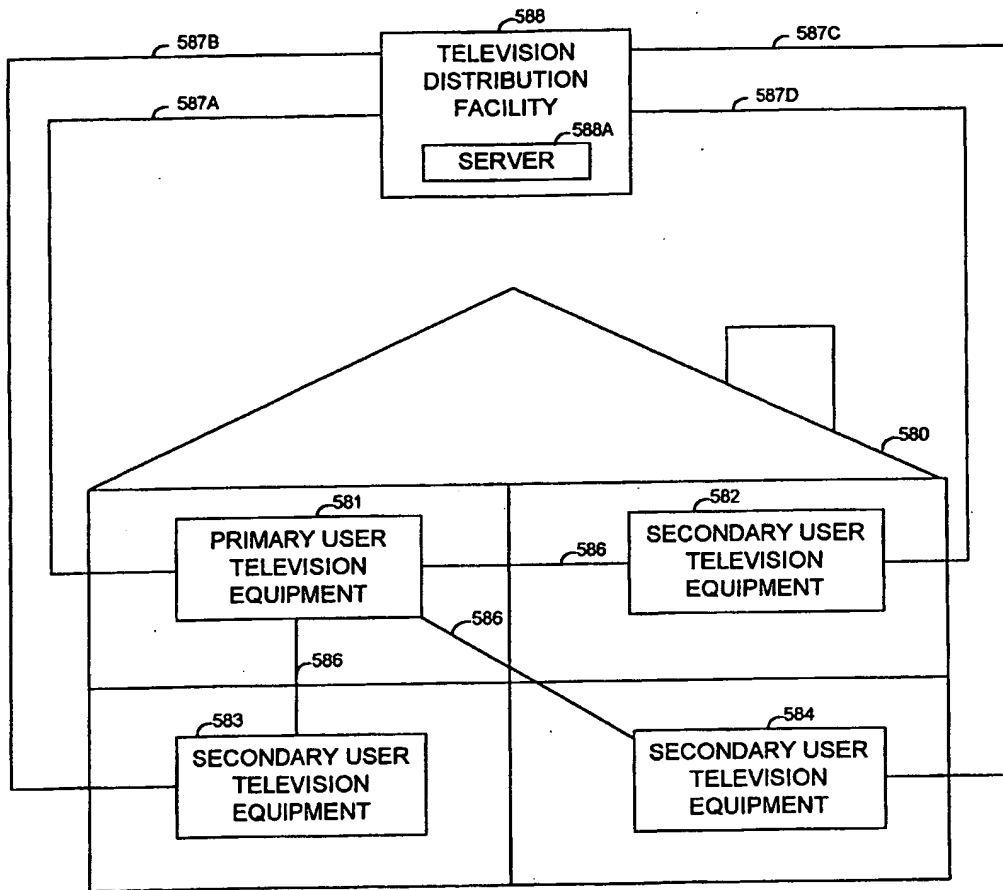 588
587B
587C
TELEVISION
DISTRIBUTION
FACILITY
587A
587D
588A
SERVER
580
581
582
PRIMARY USER
TELEVISION
EQUIPMENT
SECONDARY USER
TELEVISION
EQUIPMENT
586
586
586
583
584
SECONDARY USER
TELEVISION
EQUIPMENT
SECONDARY USER
TELEVISION
EQUIPMENT